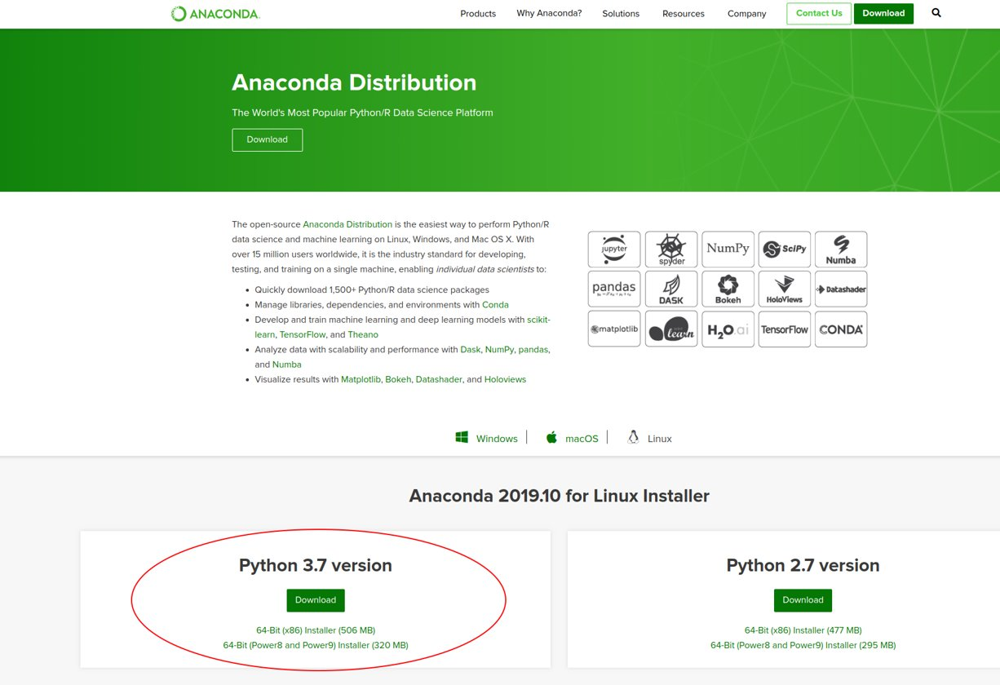 ANACONDA.
Products Why Anaconda? Solutions Resources Company Contact Us Download
Anaconda Distribution
The World's Most Popular Python/R Data Science Platform
Download
The open-source Anaconda Distribution is the easiest way to perform Python/R
data science and machine learning on Linux, Windows, and Mac OS X. With
over 15 million users worldwide, it is the industry standard for developing,
testing, and training on a single machine, enabling individual data scientists to:
• Quickly download 1,500+ Python/R data science packages
• Manage libraries, dependencies, and environments with Conda
• Develop and train machine learning and deep learning models with scikit-
learn, TensorFlow, and Theano
• Analyze data with scalability and performance with Dask, NumPy, pandas,
and Numba
• Visualize results with Matplotlib, Bokeh, Datashader, and Holoviews
jupyter spyder NumPy SciPy Numba
pandas DASK Bokeh HoloViews Datashader
matplotlib learn H2O.ai TensorFlow CONDA
Windows macOS Linux
Anaconda 2019.10 for Linux Installer
Python 3.7 version
Download
64-Bit (x86) Installer (506 MB)
64-Bit (Power8 and Power9) Installer (320 MB)
Python 2.7 version
Download
64-Bit (x86) Installer (477 MB)
64-Bit (Power8 and Power9) Installer (295 MB)